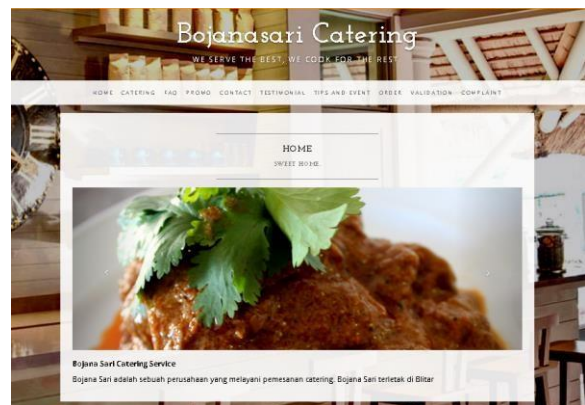 Bojanasari Catering
WE SERVE THE BEST, WE COOK FOR THE REST
HOME CATERING FAQ PROMO CONTACT TESTIMONIAL TIPS AND EVENT ORDER VALIDATION COMPLAINT
HOME
SWEET HOME
Bojana Sari Catering Service
Bojana Sari adalah sebuah perusahaan yang melayani pemesanan catering. Bojana Sari terletak di Blitar